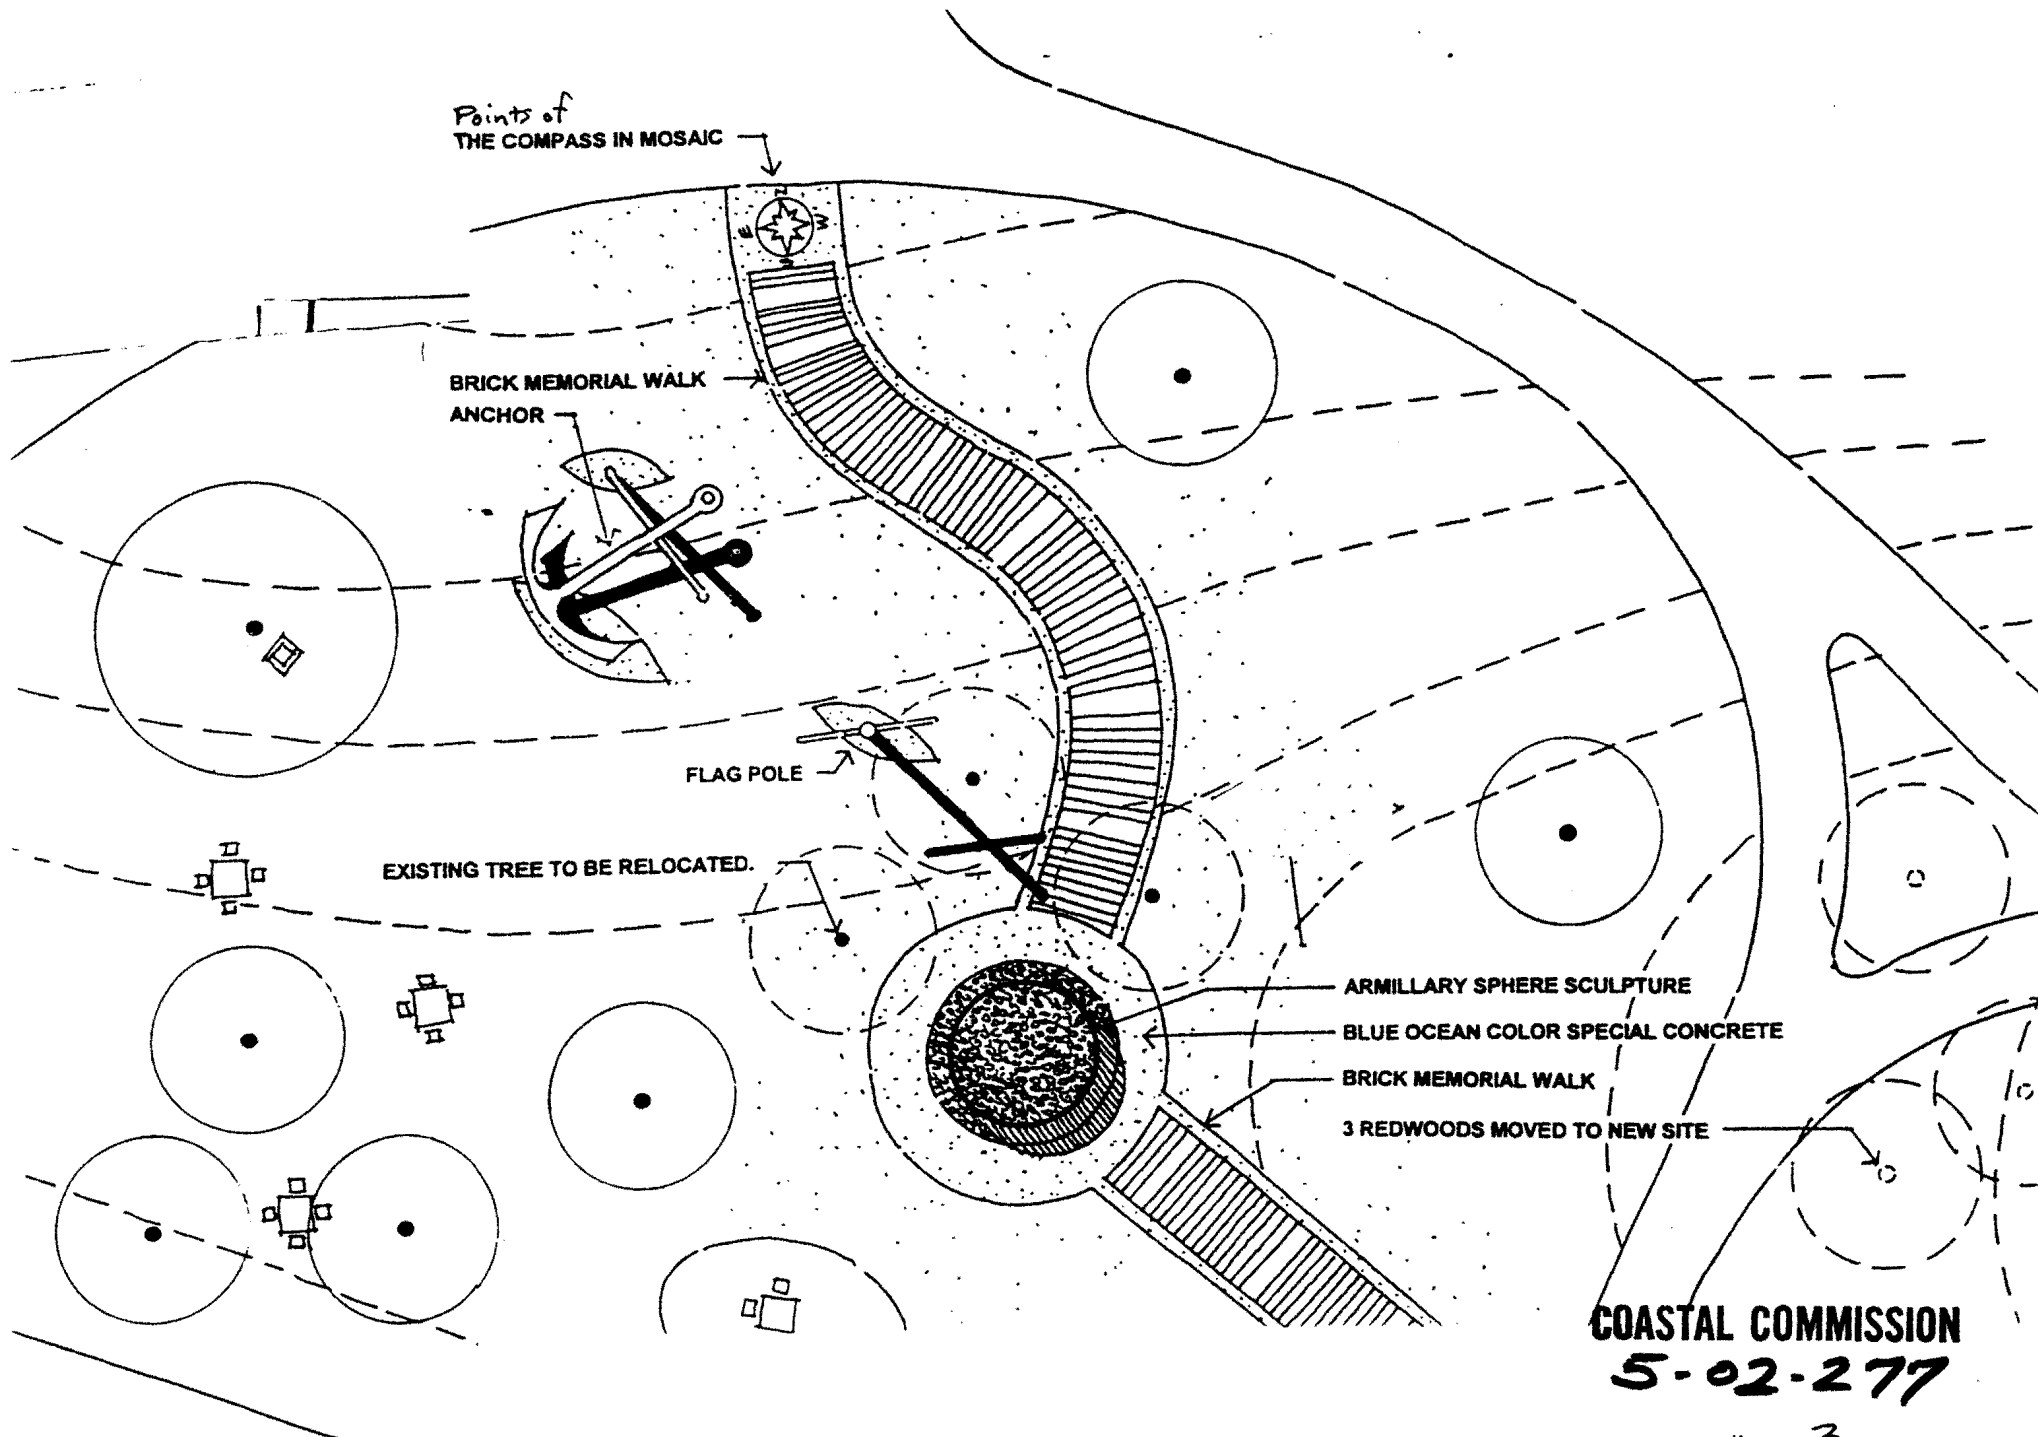 Points of
THE COMPASS IN MOSAIC
N
E
W
S
BRICK MEMORIAL WALK
ANCHOR
FLAG POLE
EXISTING TREE TO BE RELOCATED.
ARMILLARY SPHERE SCULPTURE
BLUE OCEAN COLOR SPECIAL CONCRETE
BRICK MEMORIAL WALK
3 REDWOODS MOVED TO NEW SITE
COASTAL COMMISSION
5-02-277
3